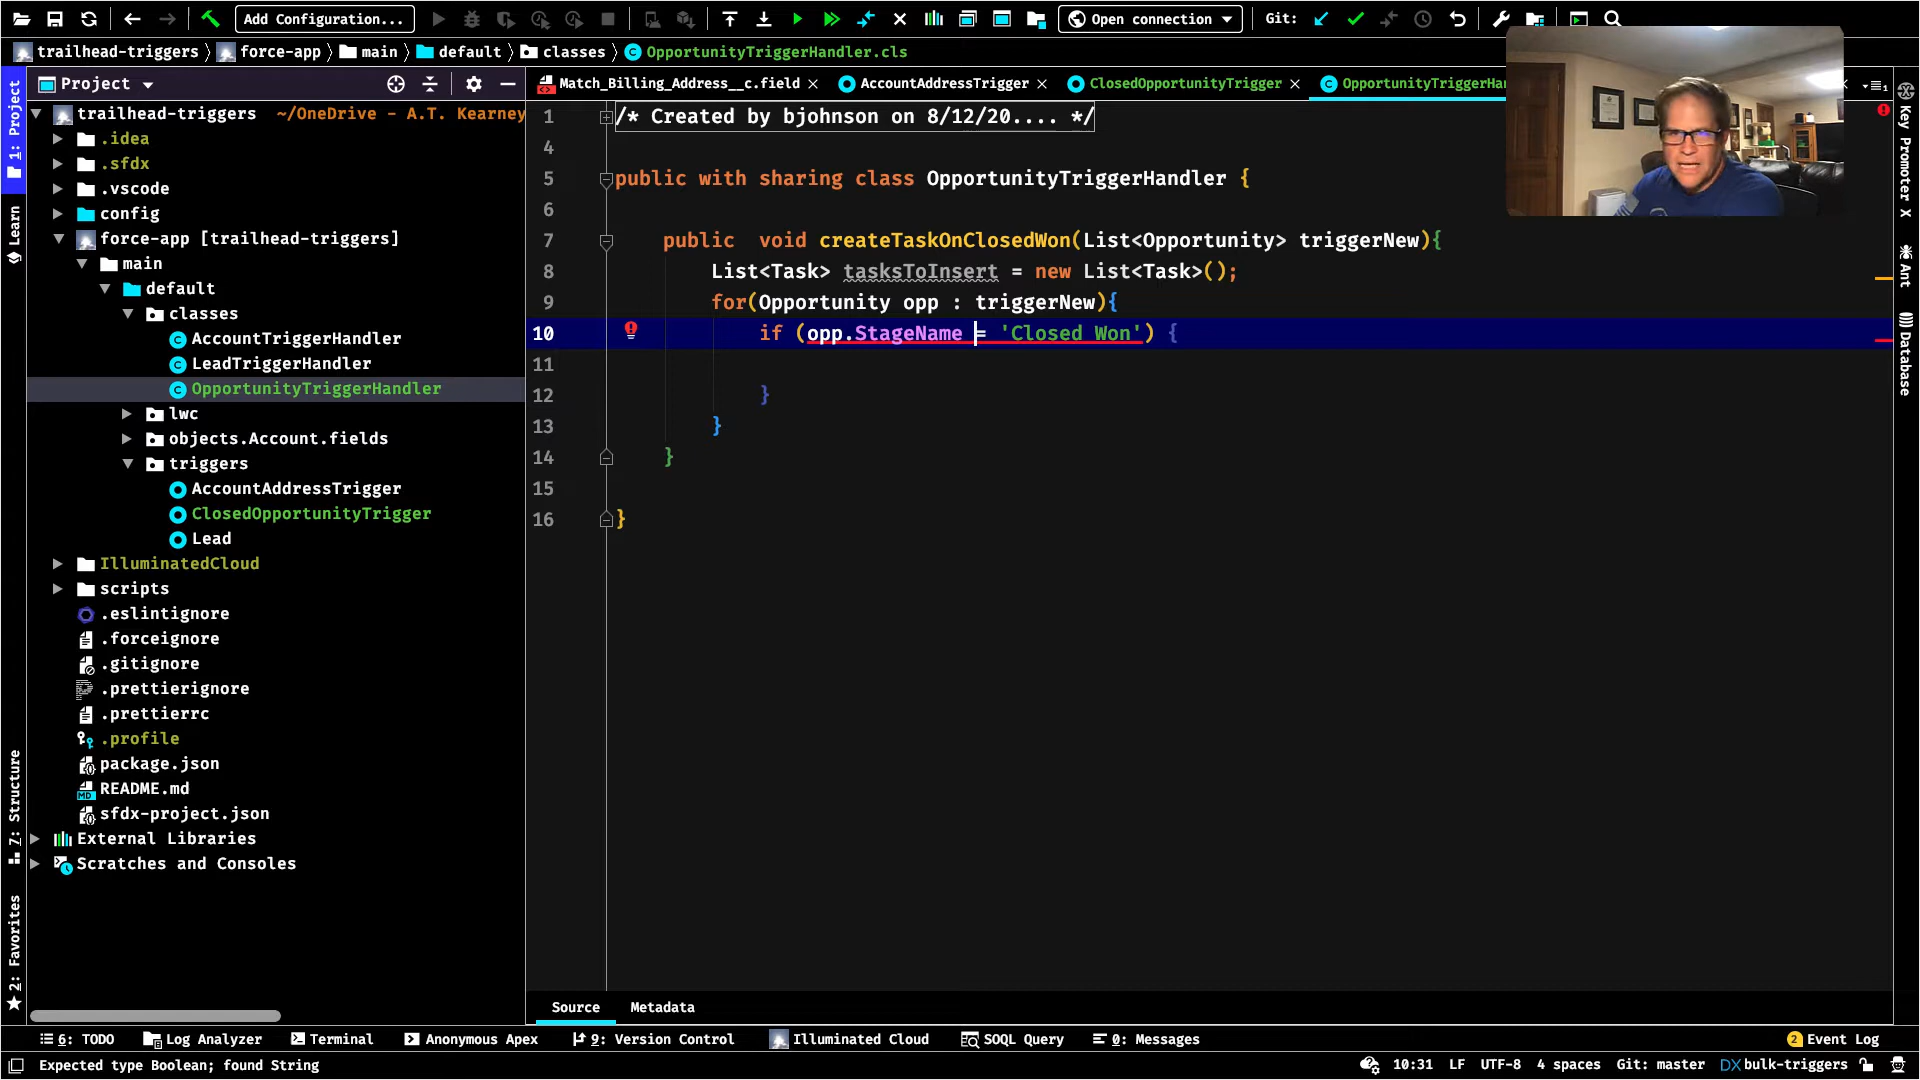 Add Configuration...
Open connection
Git:
trailhead-triggers
force-app
main
default
classes
OpportunityTriggerHandler.cls
Project
Match_Billing_Address__c.field
AccountAddressTrigger
ClosedOpportunityTrigger
OpportunityTriggerHan
1
trailhead-triggers ~/OneDrive - A.T. Kearney
.idea
.sfdx
.vscode
config
force-app [trailhead-triggers]
main
default
classes
AccountTriggerHandler
LeadTriggerHandler
OpportunityTriggerHandler
lwc
objects.Account.fields
triggers
AccountAddressTrigger
ClosedOpportunityTrigger
Lead
IlluminatedCloud
scripts
.eslintignore
.forceignore
.gitignore
.prettierignore
.prettierrc
.profile
package.json
README.md
sfdx-project.json
External Libraries
Scratches and Consoles
1: Project
Learn
7: Structure
2: Favorites
1 /* Created by bjohnson on 8/12/20.... */
4
5 public with sharing class OpportunityTriggerHandler {
6
7 public  void createTaskOnClosedWon(List<Opportunity> triggerNew){
8 List<Task> tasksToInsert = new List<Task>();
9 for(Opportunity opp : triggerNew){
10 if (opp.StageName = 'Closed Won') {
11
12 }
13 }
14 }
15
16 }
Key Promoter X
Ant
Database
Source
Metadata
6: TODO
Log Analyzer
Terminal
Anonymous Apex
9: Version Control
Illuminated Cloud
SOQL Query
0: Messages
2 Event Log
Expected type Boolean; found String
10:31
LF
UTF-8
4 spaces
Git: master
DX bulk-triggers